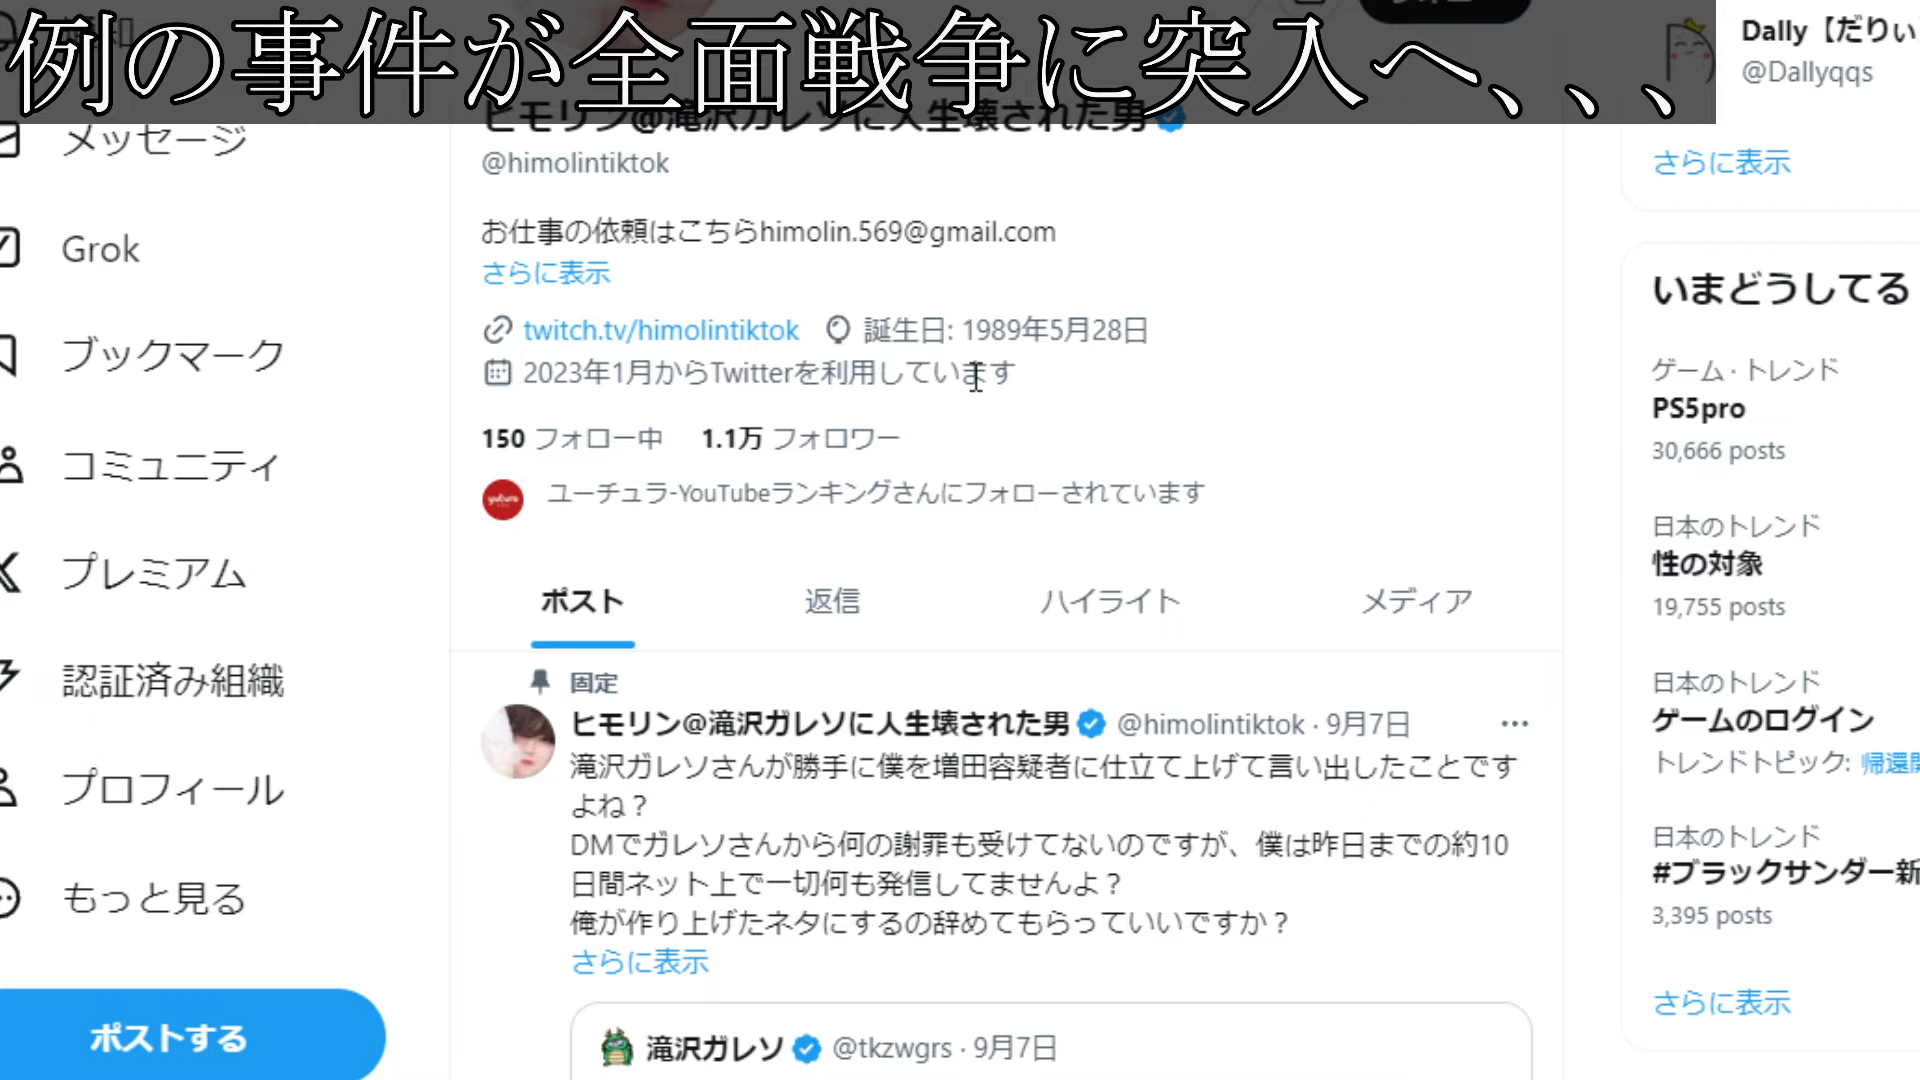 例の事件が全面戦争に突入へ、、、
メッセージ
Grok
ブックマーク
コミュニティ
プレミアム
認証済み組織
プロフィール
もっと見る
ポストする
ヒモリン@滝沢ガレソに人生壊された男
@himolintiktok
お仕事の依頼はこちらhimolin.569@gmail.com
さらに表示
twitch.tv/himolintiktok 誕生日: 1989年5月28日
2023年1月からTwitterを利用しています
150 フォロー中 1.1万 フォロワー
ユーチュラ-YouTubeランキングさんにフォローされています
ポスト 返信 ハイライト メディア
固定
ヒモリン@滝沢ガレソに人生壊された男 @himolintiktok · 9月7日
滝沢ガレソさんが勝手に僕を増田容疑者に仕立て上げて言い出したことです
よね？
DMでガレソさんから何の謝罪も受けてないのですが、僕は昨日までの約10
日間ネット上で一切何も発信してませんよ？
俺が作り上げたネタにするの辞めてもらっていいですか？
さらに表示
滝沢ガレソ @tkzwgrs · 9月7日
Dally【だりぃ
@Dallyqqs
さらに表示
いまどうしてる
ゲーム · トレンド
PS5pro
30,666 posts
日本のトレンド
性の対象
19,755 posts
日本のトレンド
ゲームのログイン
トレンドトピック: 帰還
日本のトレンド
#ブラックサンダー新
3,395 posts
さらに表示